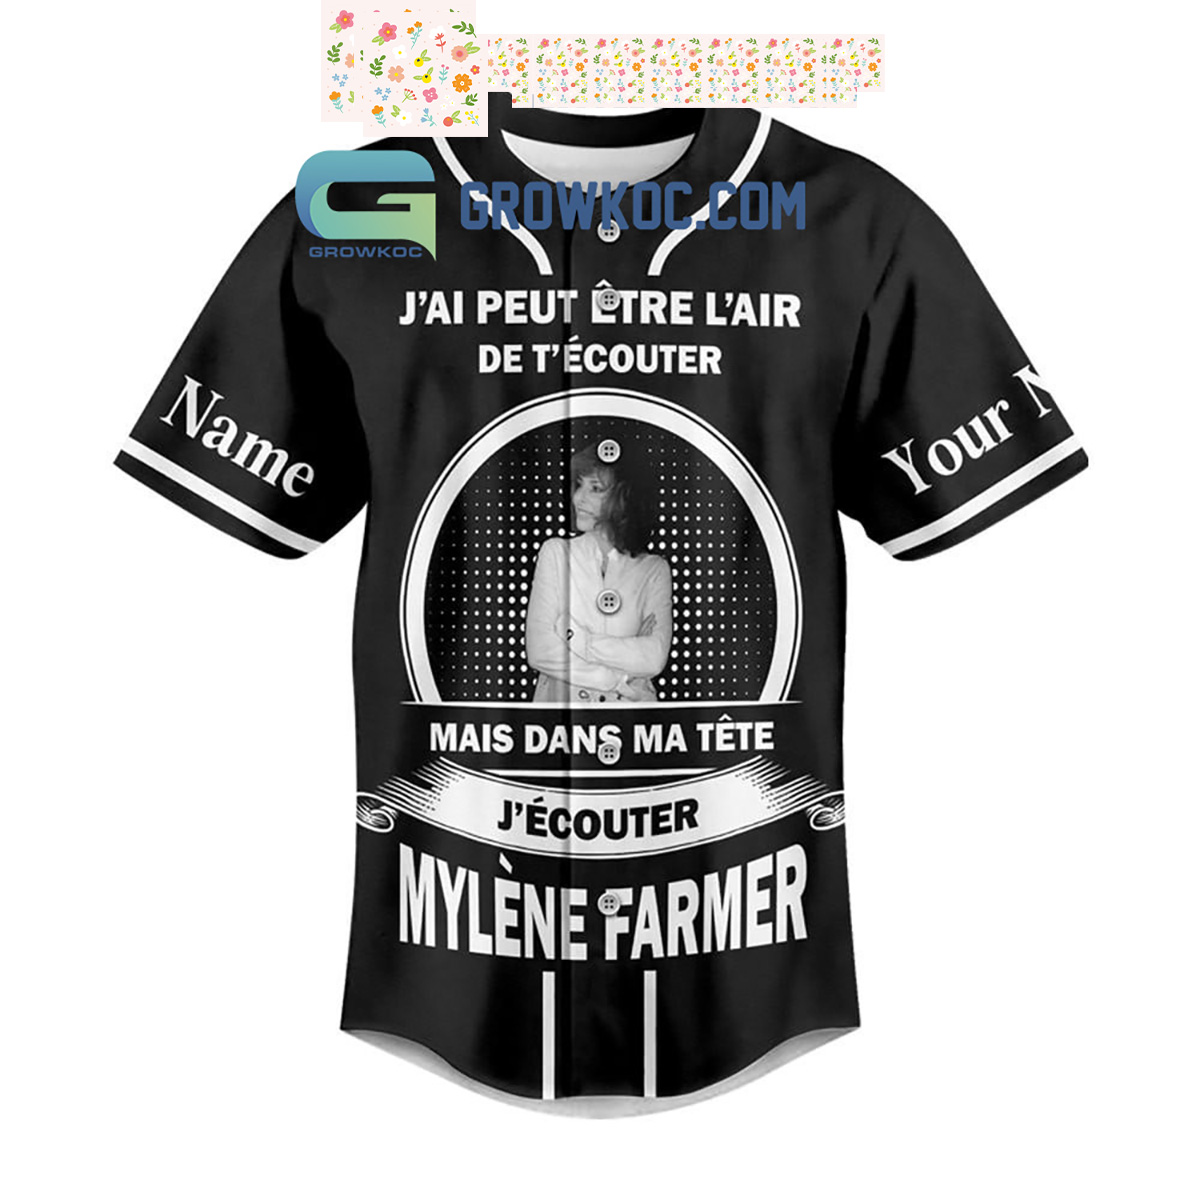 GROWKOC.COM
GROWKOC
J'AI PEUT ÊTRE L'AIR
DE T'ÉCOUTER
Name
Your N
MAIS DANS MA TÊTE
J'ÉCOUTER
MYLÈNE FARMER